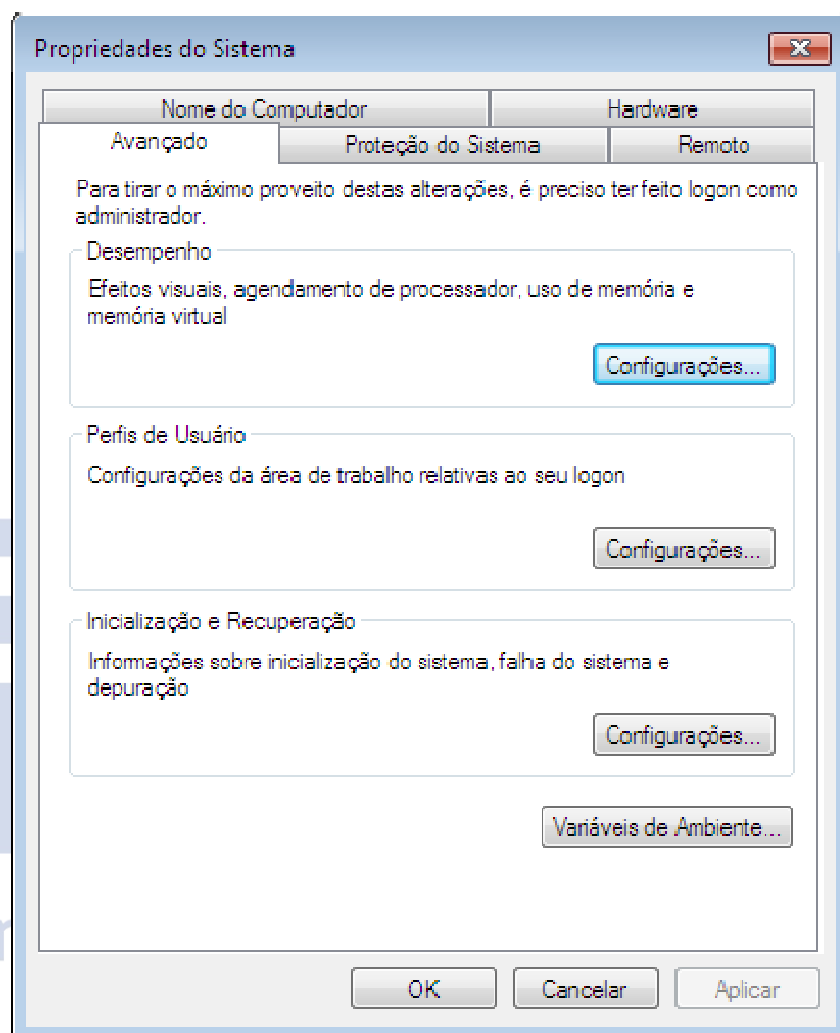 Propriedades do Sistema
Nome do Computador
Hardware
Avançado
Proteção do Sistema
Remoto
Para tirar o máximo proveito destas alterações, é preciso ter feito logon como
administrador.
Desempenho
Efeitos visuais, agendamento de processador, uso de memória e
memória virtual
Configurações...
Perfis de Usuário
Configurações da área de trabalho relativas ao seu logon
Configurações...
Inicialização e Recuperação
Informações sobre inicialização do sistema, falha do sistema e
depuração
Configurações...
Variáveis de Ambiente...
OK
Cancelar
Aplicar